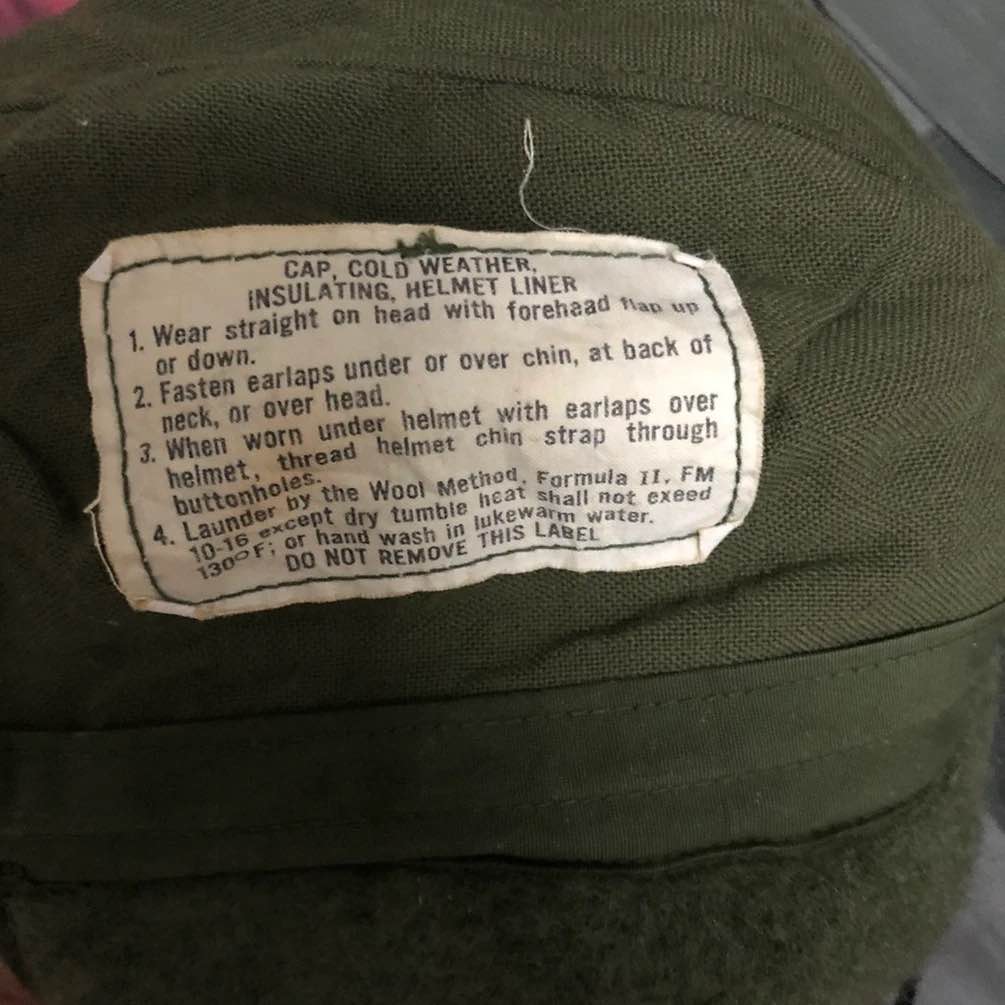 CAP, COLD WEATHER,
INSULATING, HELMET LINER
1. Wear straight on head with forehaad flap up
or down.
2. Fasten earlaps under or over chin, at back of
neck, or over head.
3. When worn under helmet with earlaps over
helmet, thread helmet chin strap through
buttonholes.
4. Launder by the Wool Method, Formula II, FM
10-16 except dry tumble heat shall not exeed
130°F; or hand wash in lukewarm water.
DO NOT REMOVE THIS LABEL